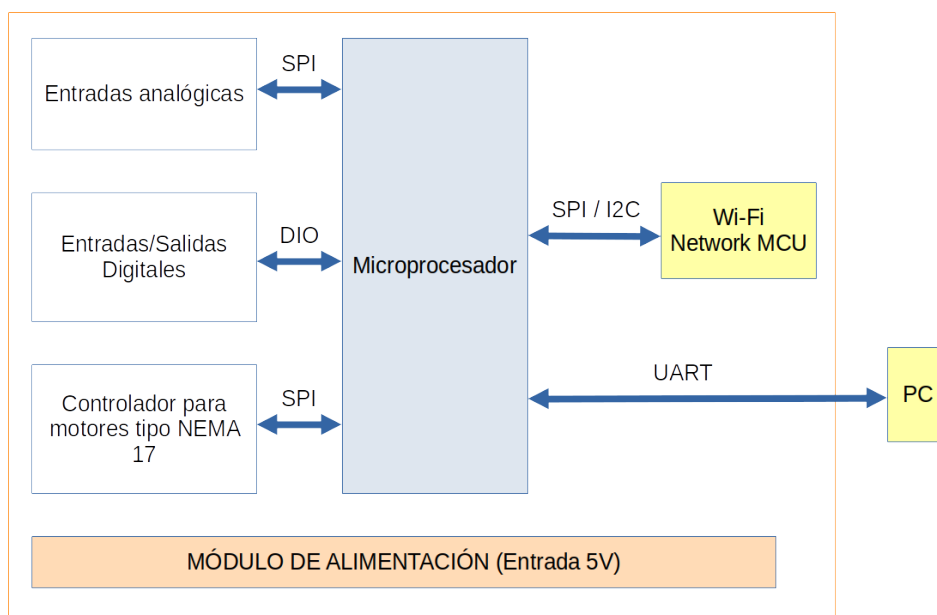 Entradas analógicas
SPI
Entradas/Salidas
Digitales
DIO
Controlador para
motores tipo NEMA
17
SPI
Microprocesador
SPI / I2C
Wi-Fi
Network MCU
UART
PC
MÓDULO DE ALIMENTACIÓN (Entrada 5V)